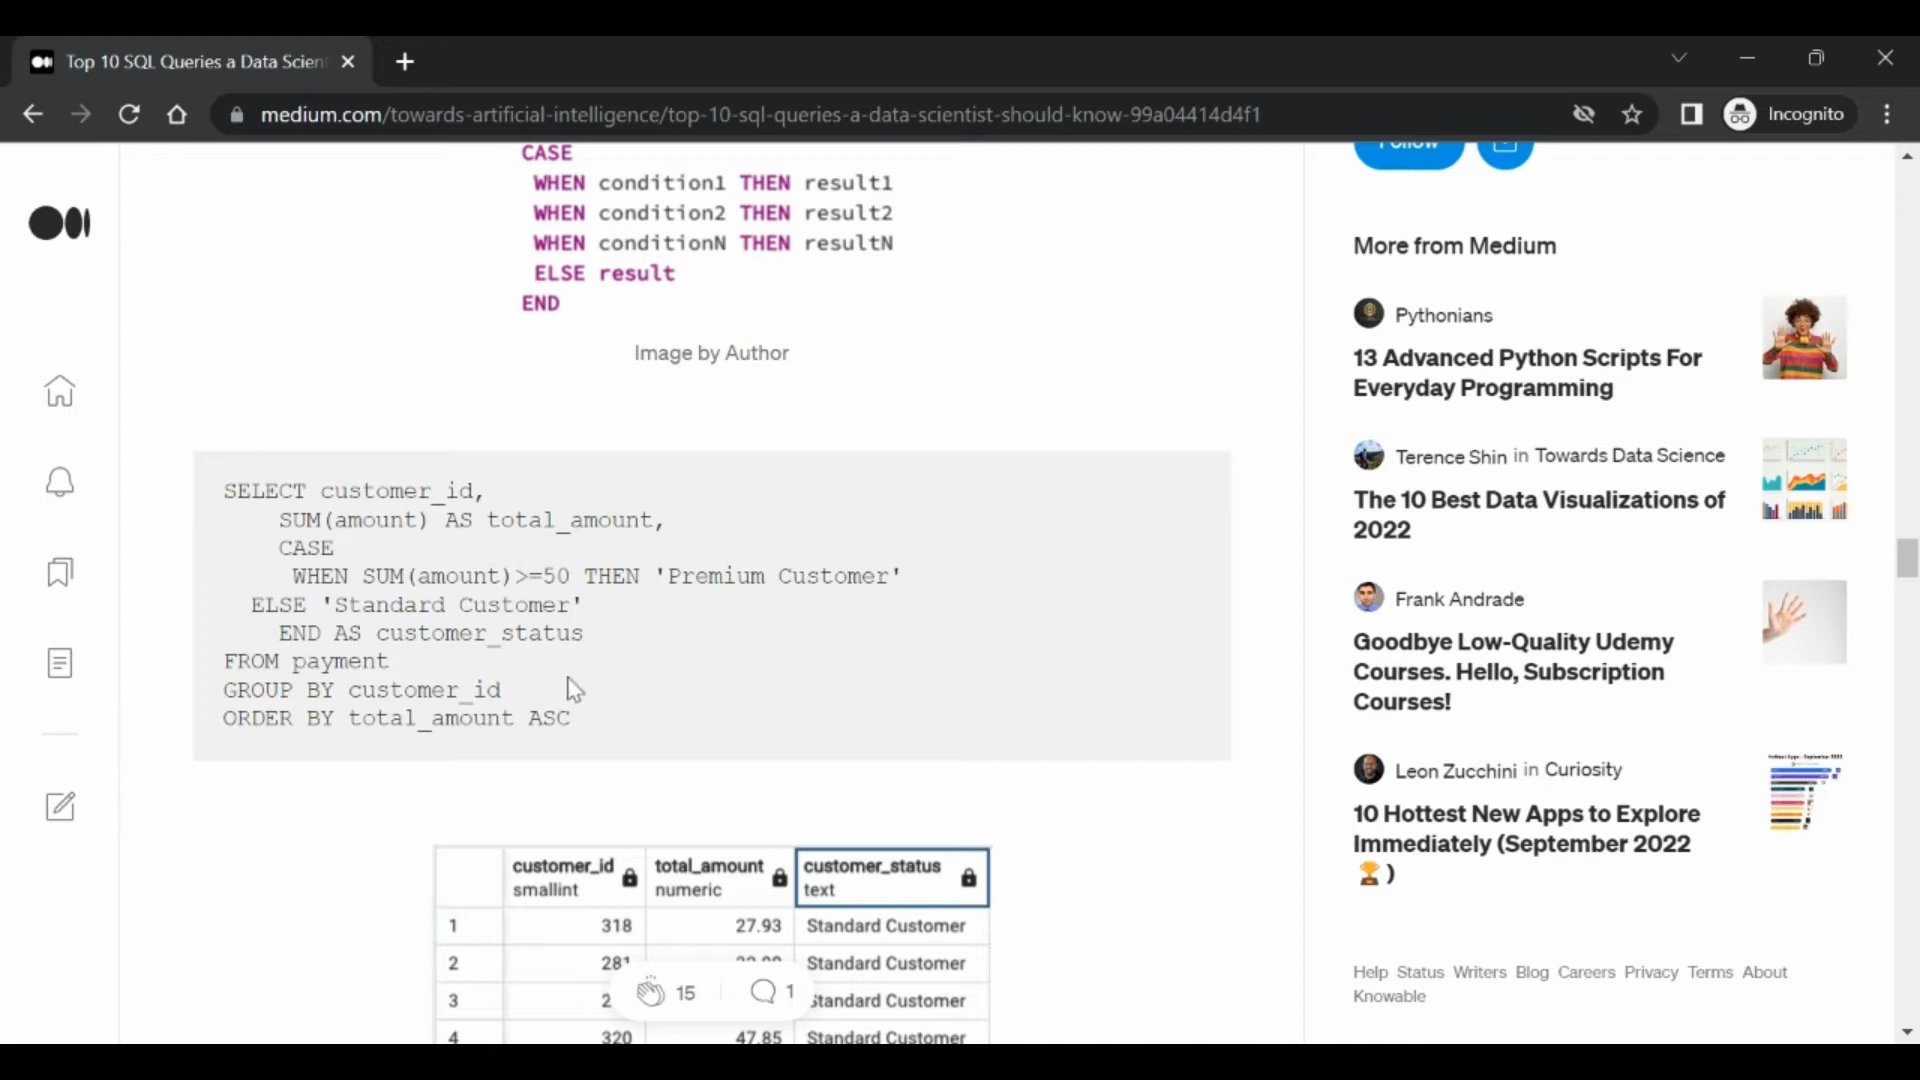 Top 10 SQL Queries a Data Scient
medium.com/towards-artificial-intelligence/top-10-sql-queries-a-data-scientist-should-know-99a04414d4f1
Incognito
CASE
WHEN condition1 THEN result1
WHEN condition2 THEN result2
WHEN conditionN THEN resultN
ELSE result
END
Image by Author
SELECT customer_id,
SUM(amount) AS total_amount,
CASE
WHEN SUM(amount)>=50 THEN 'Premium Customer'
ELSE 'Standard Customer'
END AS customer_status
FROM payment
GROUP BY customer_id
ORDER BY total_amount ASC
customer_id total_amount customer_status
smallint numeric text
1 318 27.93 Standard Customer
2 281 Standard Customer
3 2 Standard Customer
4 320 47.85 Standard Customer
15 1
Follow
More from Medium
Pythonians
13 Advanced Python Scripts For
Everyday Programming
Terence Shin in Towards Data Science
The 10 Best Data Visualizations of
2022
Frank Andrade
Goodbye Low-Quality Udemy
Courses. Hello, Subscription
Courses!
Leon Zucchini in Curiosity
10 Hottest New Apps to Explore
Immediately (September 2022
🏆 )
Help Status Writers Blog Careers Privacy Terms About
Knowable